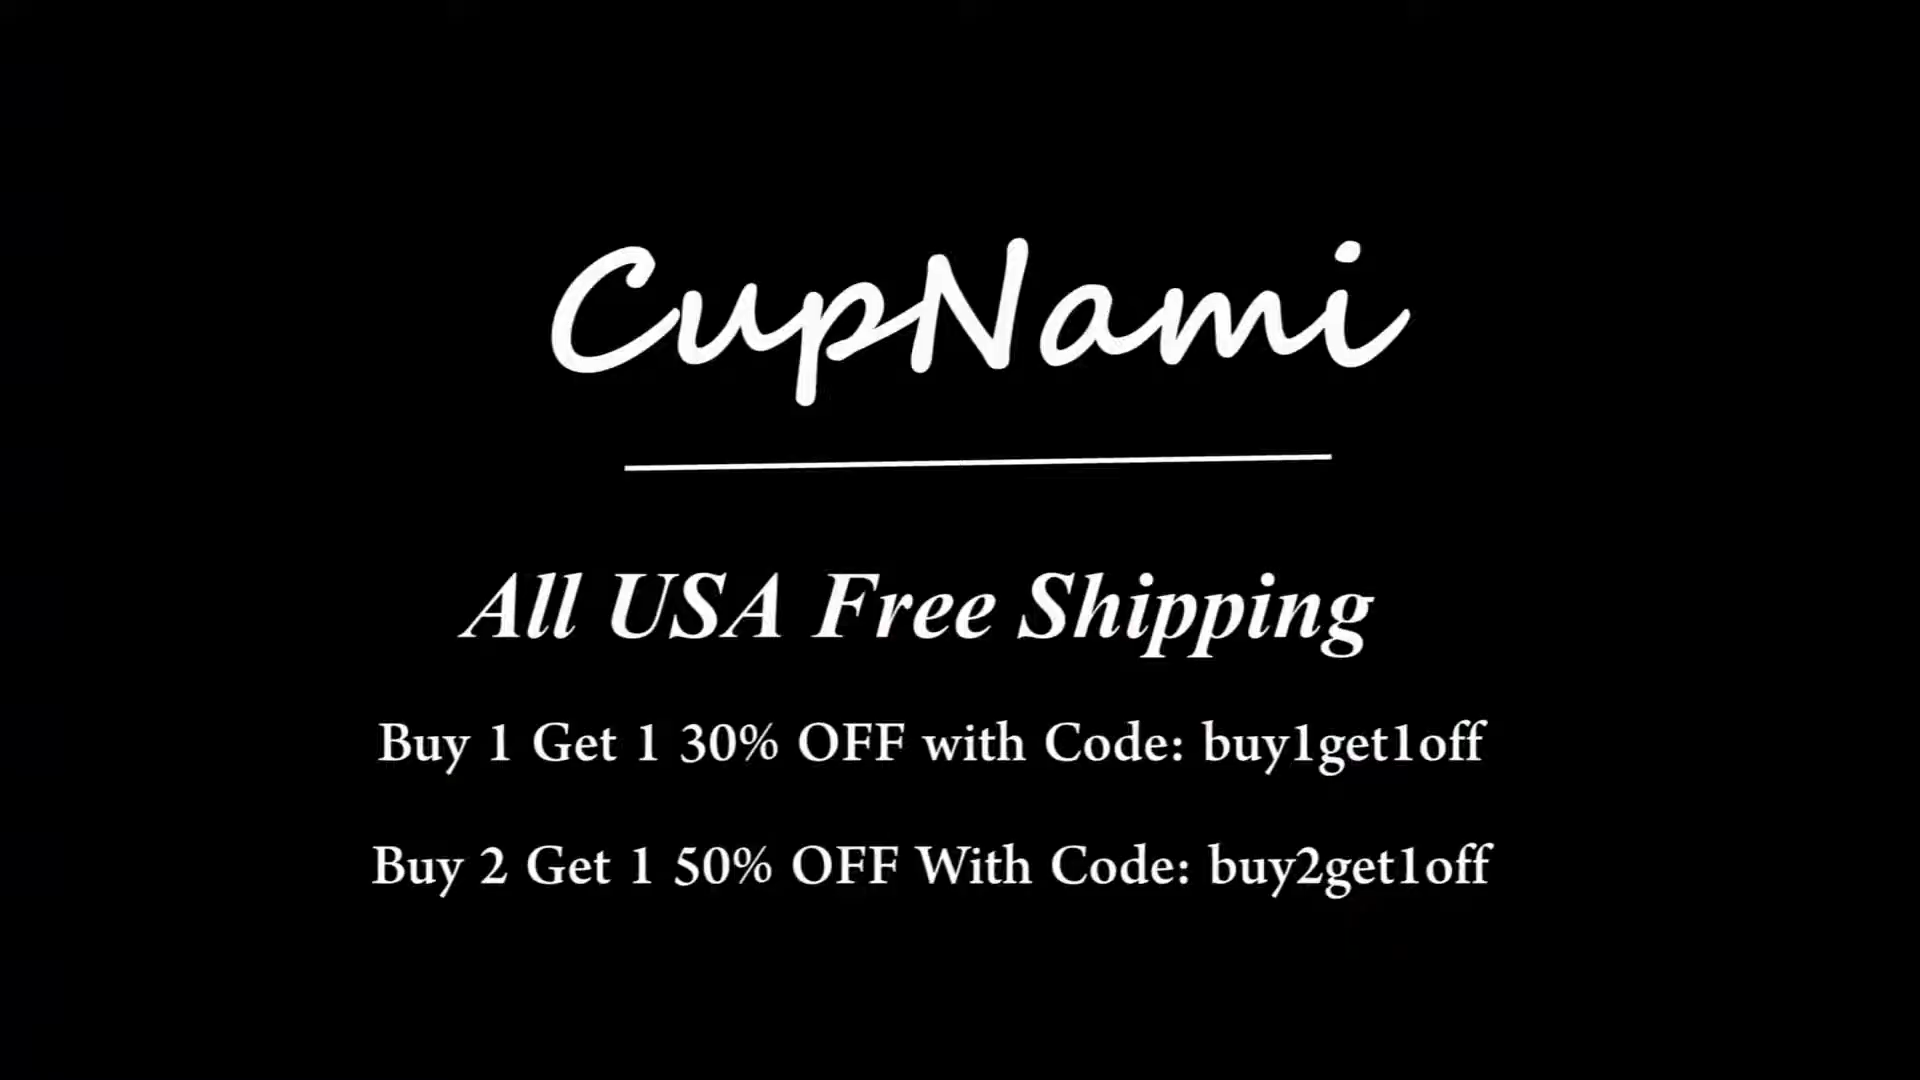 CupNami
All USA Free Shipping
Buy 1 Get 1 30% OFF with Code: buy1get1off
Buy 2 Get 1 50% OFF With Code: buy2get1off